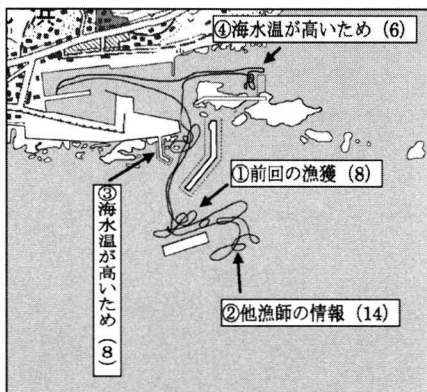 浜
④海水温が高いため (6)
①前回の漁獲 (8)
③海水温が高いため (8)
②他漁師の情報 (14)